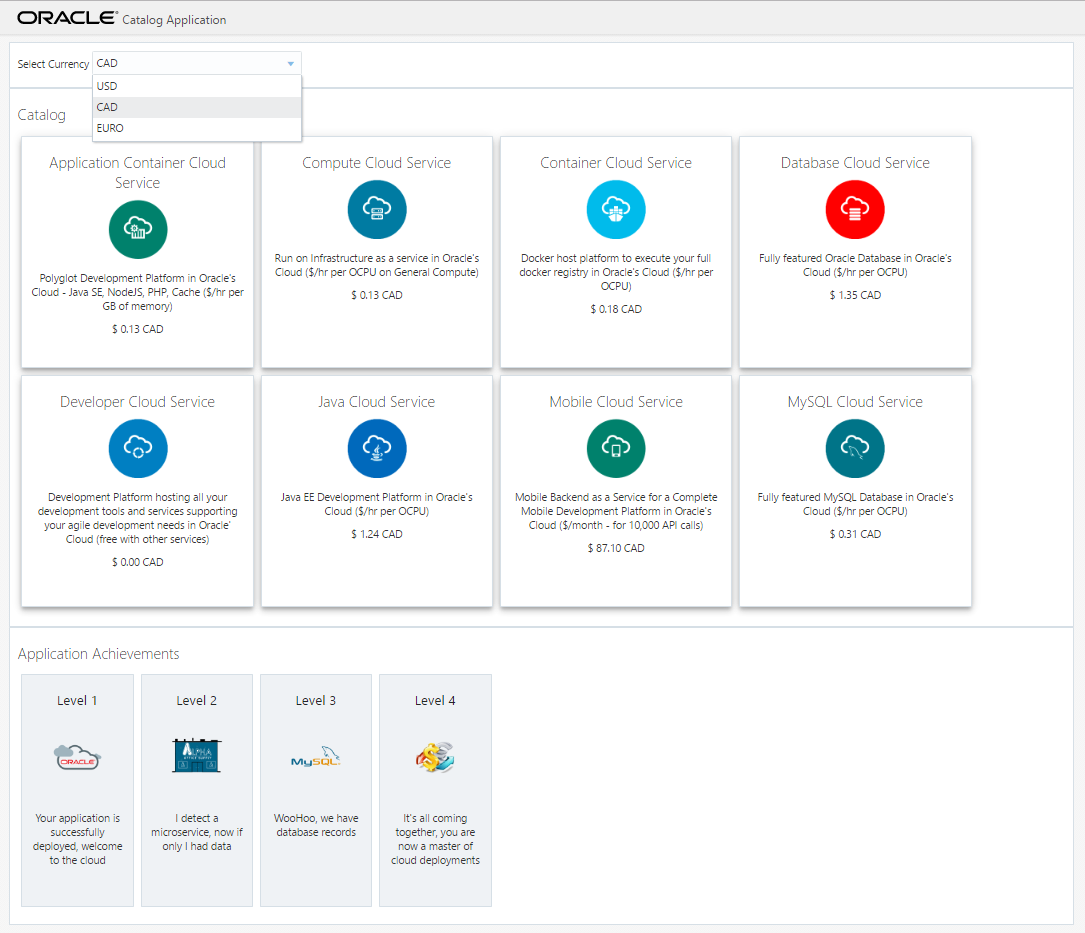 ORACLE® Catalog Application
Select Currency CAD
USD
CAD
EURO
Catalog
Application Container Cloud
Service
Polyglot Development Platform in Oracle's
Cloud - Java SE, NodeJS, PHP, Cache ($/hr per
GB of memory)
$ 0.13 CAD
Compute Cloud Service
Run on Infrastructure as a service in Oracle's
Cloud ($/hr per OCPU on General Compute)
$ 0.13 CAD
Container Cloud Service
Docker host platform to execute your full
docker registry in Oracle's Cloud ($/hr per
OCPU)
$ 0.18 CAD
Database Cloud Service
Fully featured Oracle Database in Oracle's
Cloud ($/hr per OCPU)
$ 1.35 CAD
Developer Cloud Service
Development Platform hosting all your
development tools and services supporting
your agile development needs in Oracle'
Cloud (free with other services)
$ 0.00 CAD
Java Cloud Service
Java EE Development Platform in Oracle's
Cloud ($/hr per OCPU)
$ 1.24 CAD
Mobile Cloud Service
Mobile Backend as a Service for a Complete
Mobile Development Platform in Oracle's
Cloud ($/month - for 10,000 API calls)
$ 87.10 CAD
MySQL Cloud Service
Fully featured MySQL Database in Oracle's
Cloud ($/hr per OCPU)
$ 0.31 CAD
Application Achievements
Level 1
ORACLE
Your application is
successfully
deployed, welcome
to the cloud
Level 2
ALPHA
I detect a
microservice, now if
only I had data
Level 3
MySQL
WooHoo, we have
database records
Level 4
It's all coming
together, you are
now a master of
cloud deployments